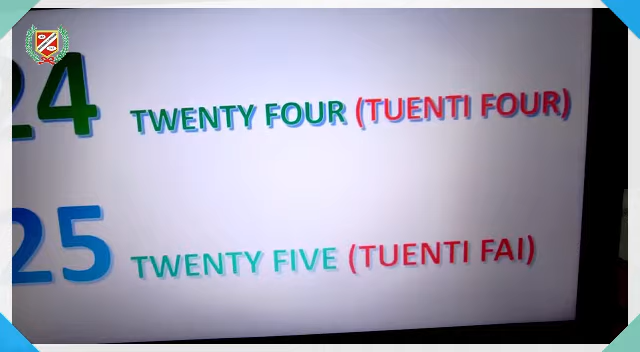 24 TWENTY FOUR (TUENTI FOUR)
25 TWENTY FIVE (TUENTI FAI)